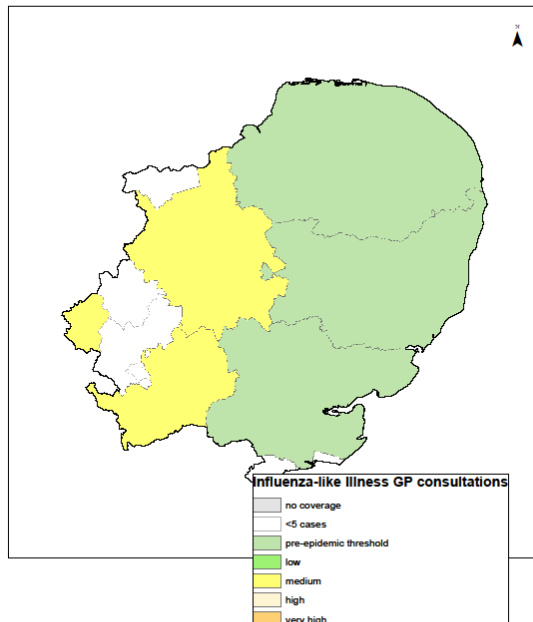 N
Influenza-like Illness GP consultations
no coverage
<5 cases
pre-epidemic threshold
low
medium
high
very high